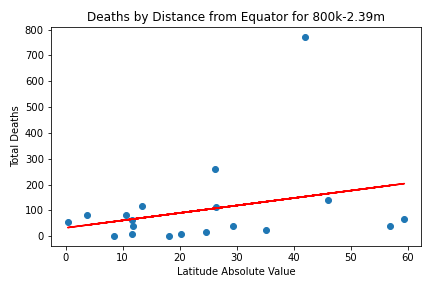 Deaths by Distance from Equator for 800k-2.39m
800
700
600
500
400
300
200
100
0
Total Deaths
0 10 20 30 40 50 60
Latitude Absolute Value